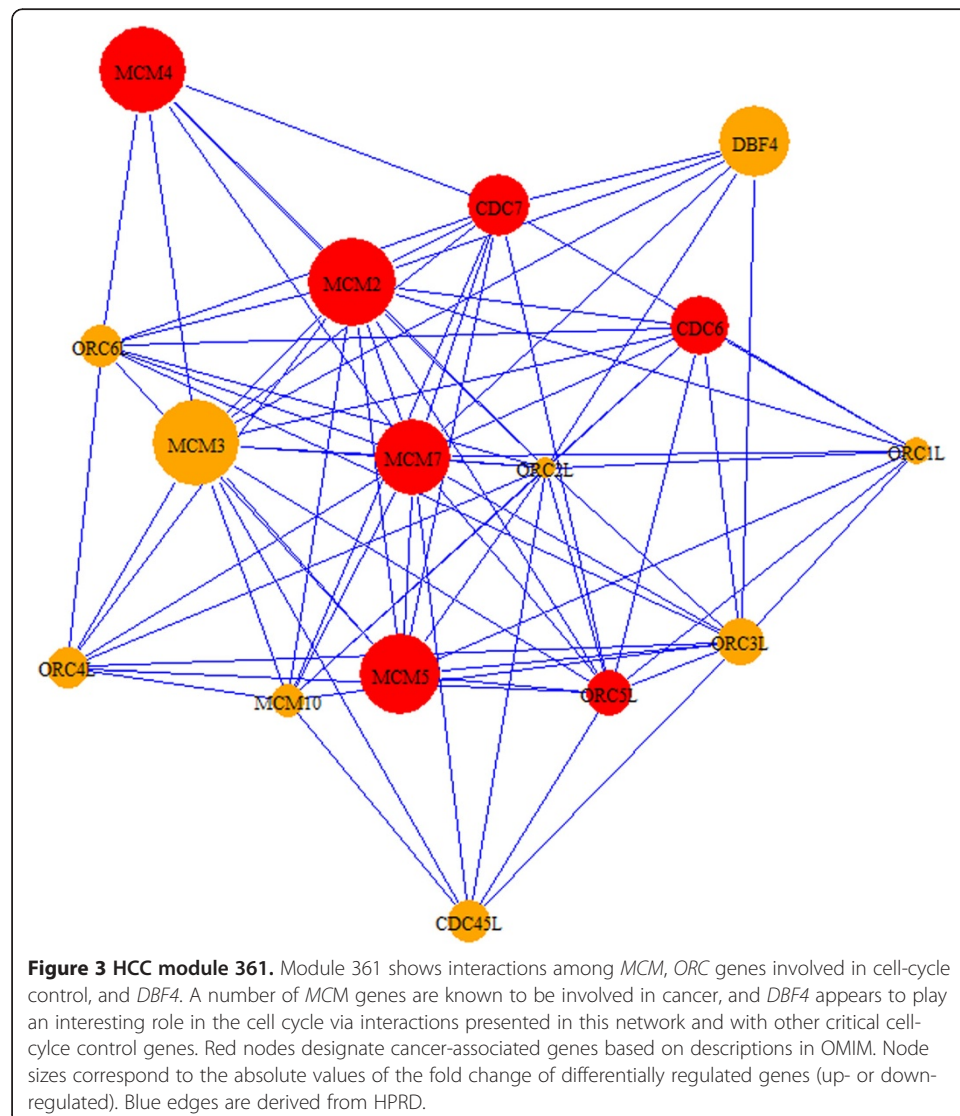 MCM4
DBF4
CDC7
MCM2
CDC6
ORC6L
MCM3
MCM7
ORC2L
ORC1L
ORC4L
MCM10
MCM5
ORC5L
ORC3L
CDC45L
Figure 3 HCC module 361. Module 361 shows interactions among MCM, ORC genes involved in cell-cycle
control, and DBF4. A number of MCM genes are known to be involved in cancer, and DBF4 appears to play
an interesting role in the cell cycle via interactions presented in this network and with other critical cell-
cylce control genes. Red nodes designate cancer-associated genes based on descriptions in OMIM. Node
sizes correspond to the absolute values of the fold change of differentially regulated genes (up- or down-
regulated). Blue edges are derived from HPRD.